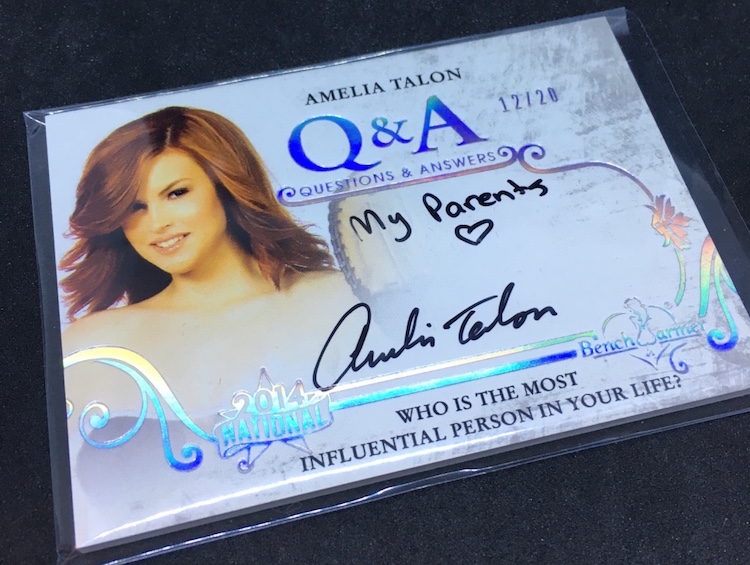 AMELIA TALON
Q&A
12/20
QUESTIONS & ANSWERS
My Parents
♡
Amelia Talon
BenchWarmer
2014
NATIONAL
WHO IS THE MOST
INFLUENTIAL PERSON IN YOUR LIFE?